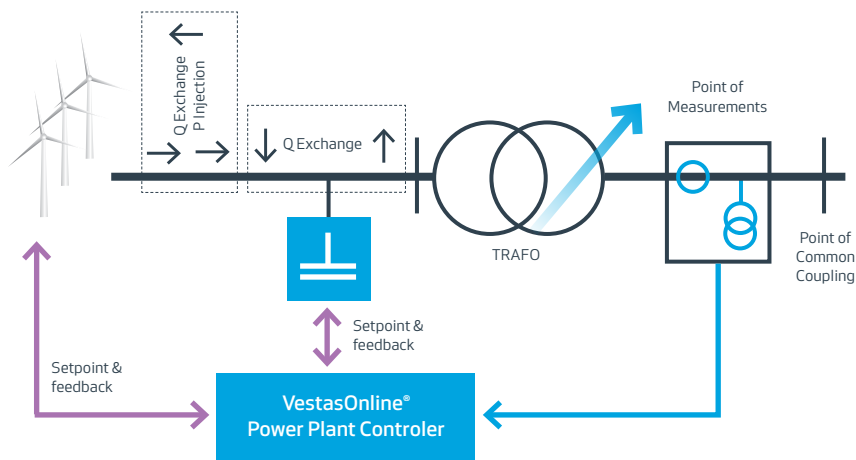 Q Exchange
P Injection
Q Exchange
Point of
Measurements
TRAFO
Point of
Common
Coupling
Setpoint &
feedback
Setpoint &
feedback
VestasOnline®
Power Plant Controler